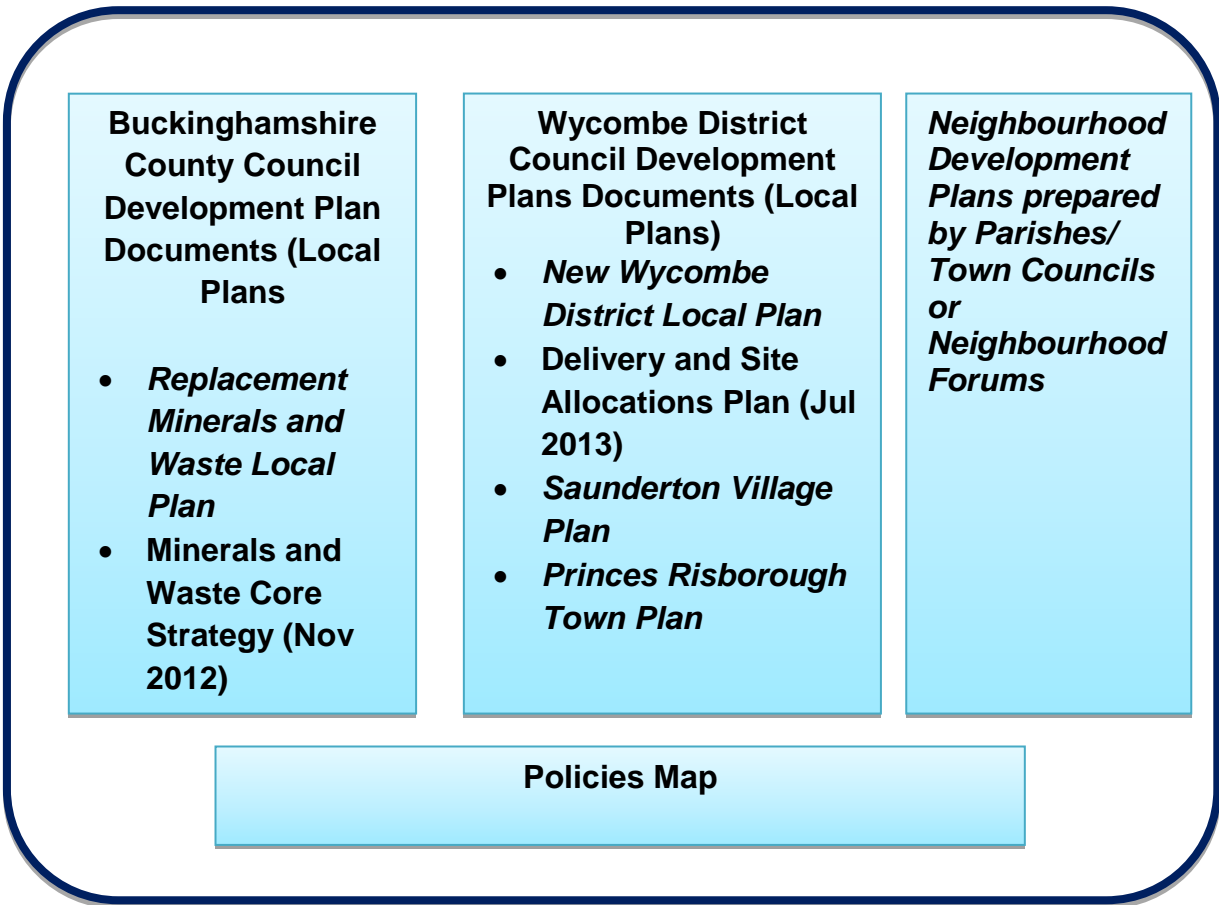 Buckinghamshire
County Council
Development Plan
Documents (Local
Plans
• Replacement
Minerals and
Waste Local
Plan
• Minerals and
Waste Core
Strategy (Nov
2012)
Wycombe District
Council Development
Plans Documents (Local
Plans)
• New Wycombe
District Local Plan
• Delivery and Site
Allocations Plan (Jul
2013)
• Saunderton Village
Plan
• Princes Risborough
Town Plan
Neighbourhood
Development
Plans prepared
by Parishes/
Town Councils
or
Neighbourhood
Forums
Policies Map